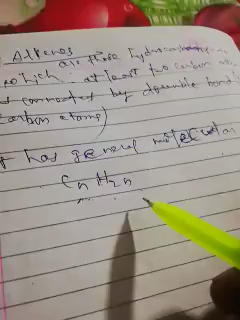 Alkenes
are those hydrocarbons
which at least two carbon
connected by double bond
carbon atoms)
has general molecular
CnH2n